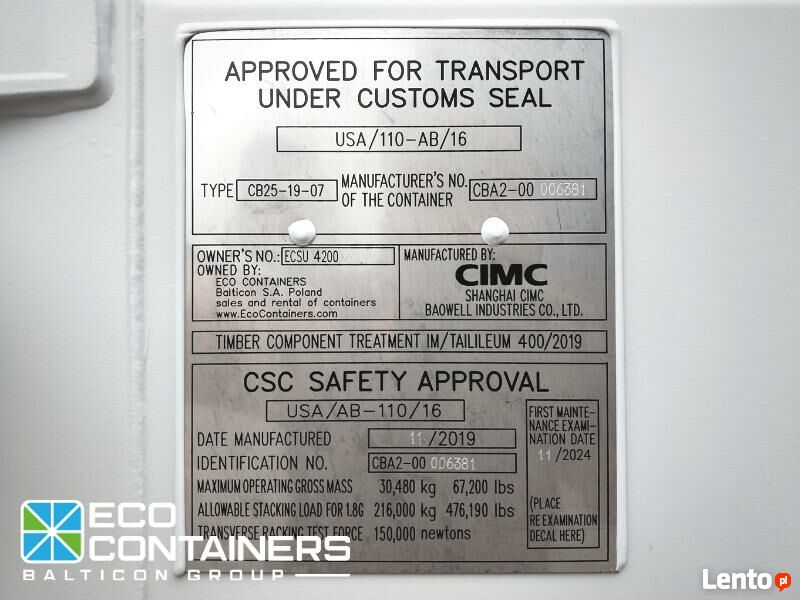 APPROVED FOR TRANSPORT
UNDER CUSTOMS SEAL
USA/110-AB/16
TYPE CB25-19-07 MANUFACTURER'S NO. OF THE CONTAINER CBA2-00 006381
OWNER'S NO.: ECSU 4200
OWNED BY:
ECO CONTAINERS
Balticon S.A. Poland
sales and rental of containers
www.EcoContainers.com
MANUFACTURED BY:
CIMC
SHANGHAI CIMC
BAOWELL INDUSTRIES CO., LTD.
TIMBER COMPONENT TREATMENT IM/TAILILEUM 400/2019
CSC SAFETY APPROVAL
USA/AB-110/16
DATE MANUFACTURED 11/2019
IDENTIFICATION NO. CBA2-00 006381
MAXIMUM OPERATING GROSS MASS 30,480 kg 67,200 lbs
ALLOWABLE STACKING LOAD FOR 1.8G 216,000 kg 476,190 lbs
TRANSVERSE RACKING TEST FORCE 150,000 newtons
FIRST MAINTE-
NANCE EXAMI-
NATION DATE
11/2024
(PLACE
RE EXAMINATION
DECAL HERE)
ECO
CONTAINERS
BALTICON GROUP
Lento.pl